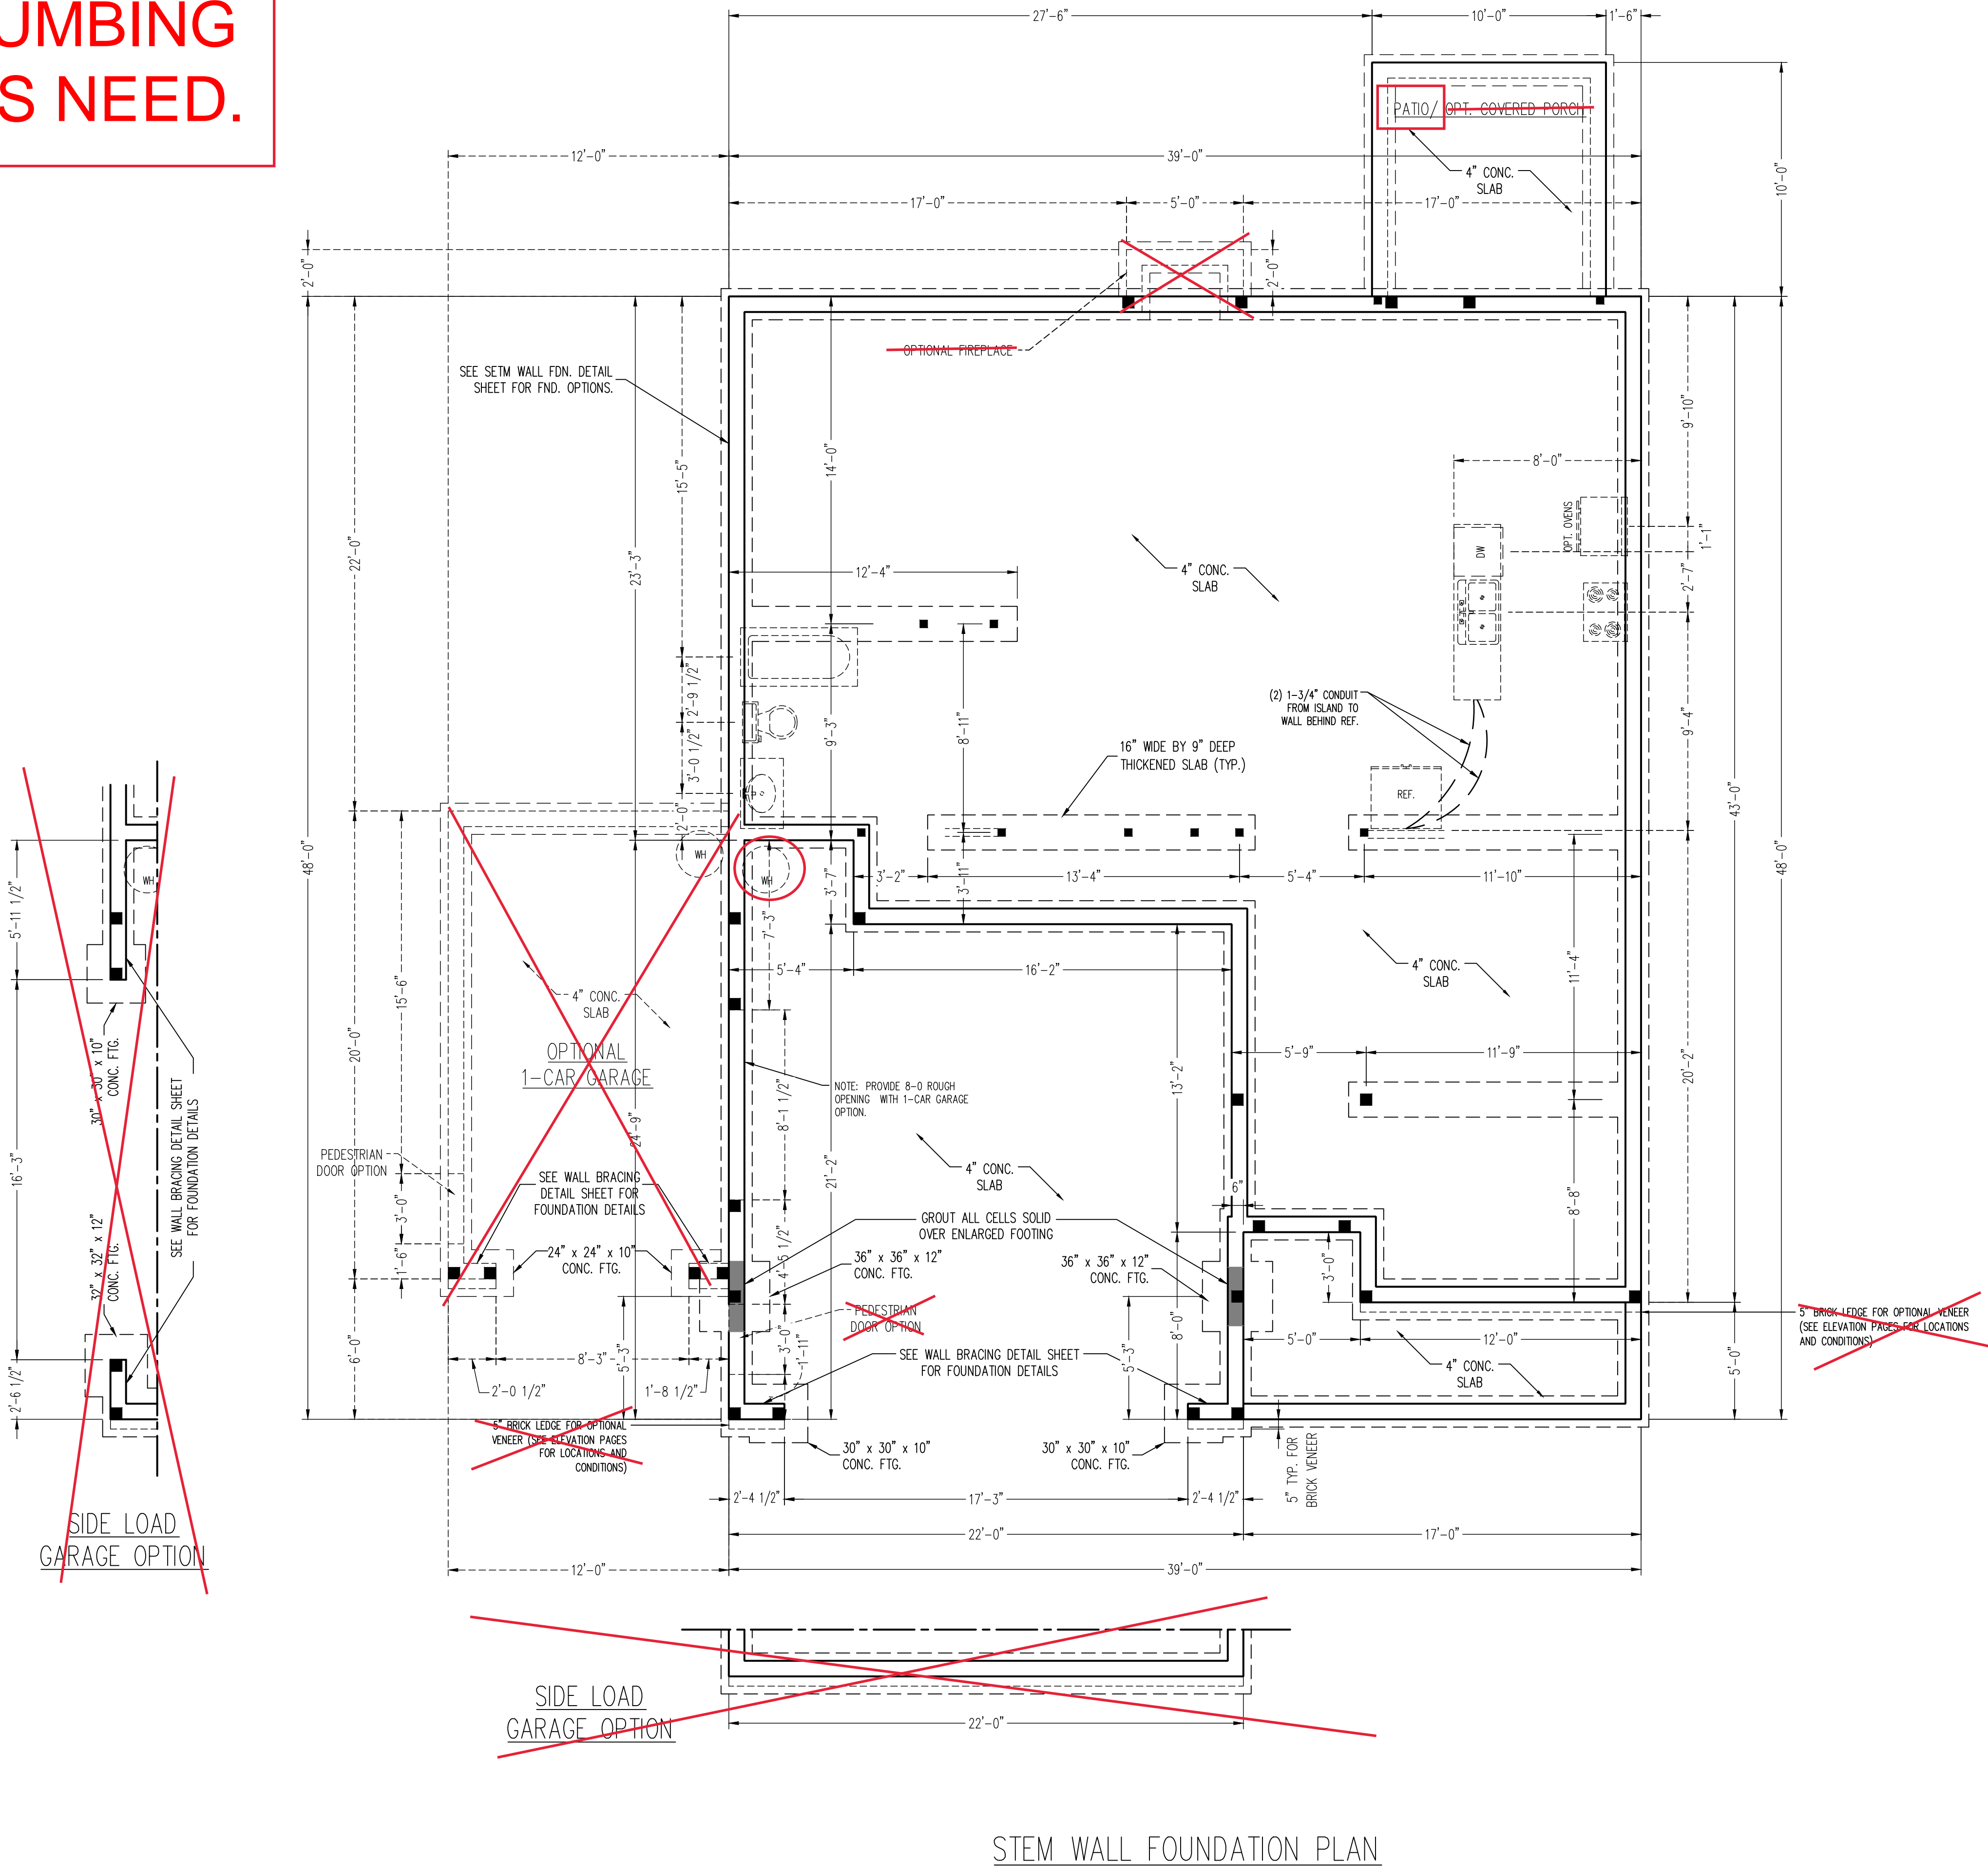 UMBING
S NEED.
27'-6"
10'-0"
1'-6"
PATIO/ OPT. COVERED PORCH
4" CONC.
SLAB
10'-0"
12'-0"
39'-0"
17'-0"
5'-0"
17'-0"
2'-0"
2'-0"
OPTIONAL FIREPLACE
SEE SETM WALL FDN. DETAIL
SHEET FOR FND. OPTIONS.
22'-0"
23'-3"
15'-5"
14'-0"
9'-10"
8'-0"
OPT. OVENS
1'-1"
DW
2'-7"
12'-4"
4" CONC.
SLAB
2'-9 1/2"
3'-0 1/2"
2'-0"
9'-3"
8'-11"
(2) 1-3/4" CONDUIT
FROM ISLAND TO
WALL BEHIND REF.
16" WIDE BY 9" DEEP
THICKENED SLAB (TYP.)
REF.
9'-4"
43'-0"
48'-0"
48'-0"
WH
WH
WH
3'-7"
3'-2"
3'-11"
13'-4"
5'-4"
11'-10"
7'-3"
5'-4"
16'-2"
4" CONC.
SLAB
11'-4"
5'-11 1/2"
30" x 30" x 10"
CONC. FTG.
SEE WALL BRACING DETAIL SHEET
FOR FOUNDATION DETAILS
16'-3"
32" x 32" x 12"
CONC. FTG.
2'-6 1/2"
SIDE LOAD
GARAGE OPTION
4" CONC.
SLAB
OPTIONAL
1-CAR GARAGE
15'-6"
20'-0"
24'-9"
NOTE: PROVIDE 8-0 ROUGH
OPENING WITH 1-CAR GARAGE
OPTION.
8'-1 1/2"
21'-2"
13'-2"
5'-9"
11'-9"
20'-2"
PEDESTRIAN
DOOR OPTION
SEE WALL BRACING
DETAIL SHEET FOR
FOUNDATION DETAILS
3'-0"
1'-6"
24" x 24" x 10"
CONC. FTG.
4" CONC.
SLAB
6"
GROUT ALL CELLS SOLID
OVER ENLARGED FOOTING
4'-5 1/2"
36" x 36" x 12"
CONC. FTG.
36" x 36" x 12"
CONC. FTG.
8'-8"
3'-0"
PEDESTRIAN
DOOR OPTION
3'-0"
1'-11"
8'-0"
5'-3"
5'-3"
6'-0"
8'-3"
2'-0 1/2"
1'-8 1/2"
SEE WALL BRACING DETAIL SHEET
FOR FOUNDATION DETAILS
5'-0"
12'-0"
4" CONC.
SLAB
5'-0"
5" BRICK LEDGE FOR OPTIONAL VENEER
(SEE ELEVATION PAGES FOR LOCATIONS
AND CONDITIONS)
5" BRICK LEDGE FOR OPTIONAL
VENEER (SEE ELEVATION PAGES
FOR LOCATIONS AND
CONDITIONS)
30" x 30" x 10"
CONC. FTG.
30" x 30" x 10"
CONC. FTG.
5" TYP. FOR
BRICK VENEER
2'-4 1/2"
17'-3"
2'-4 1/2"
22'-0"
17'-0"
12'-0"
39'-0"
SIDE LOAD
GARAGE OPTION
22'-0"
STEM WALL FOUNDATION PLAN